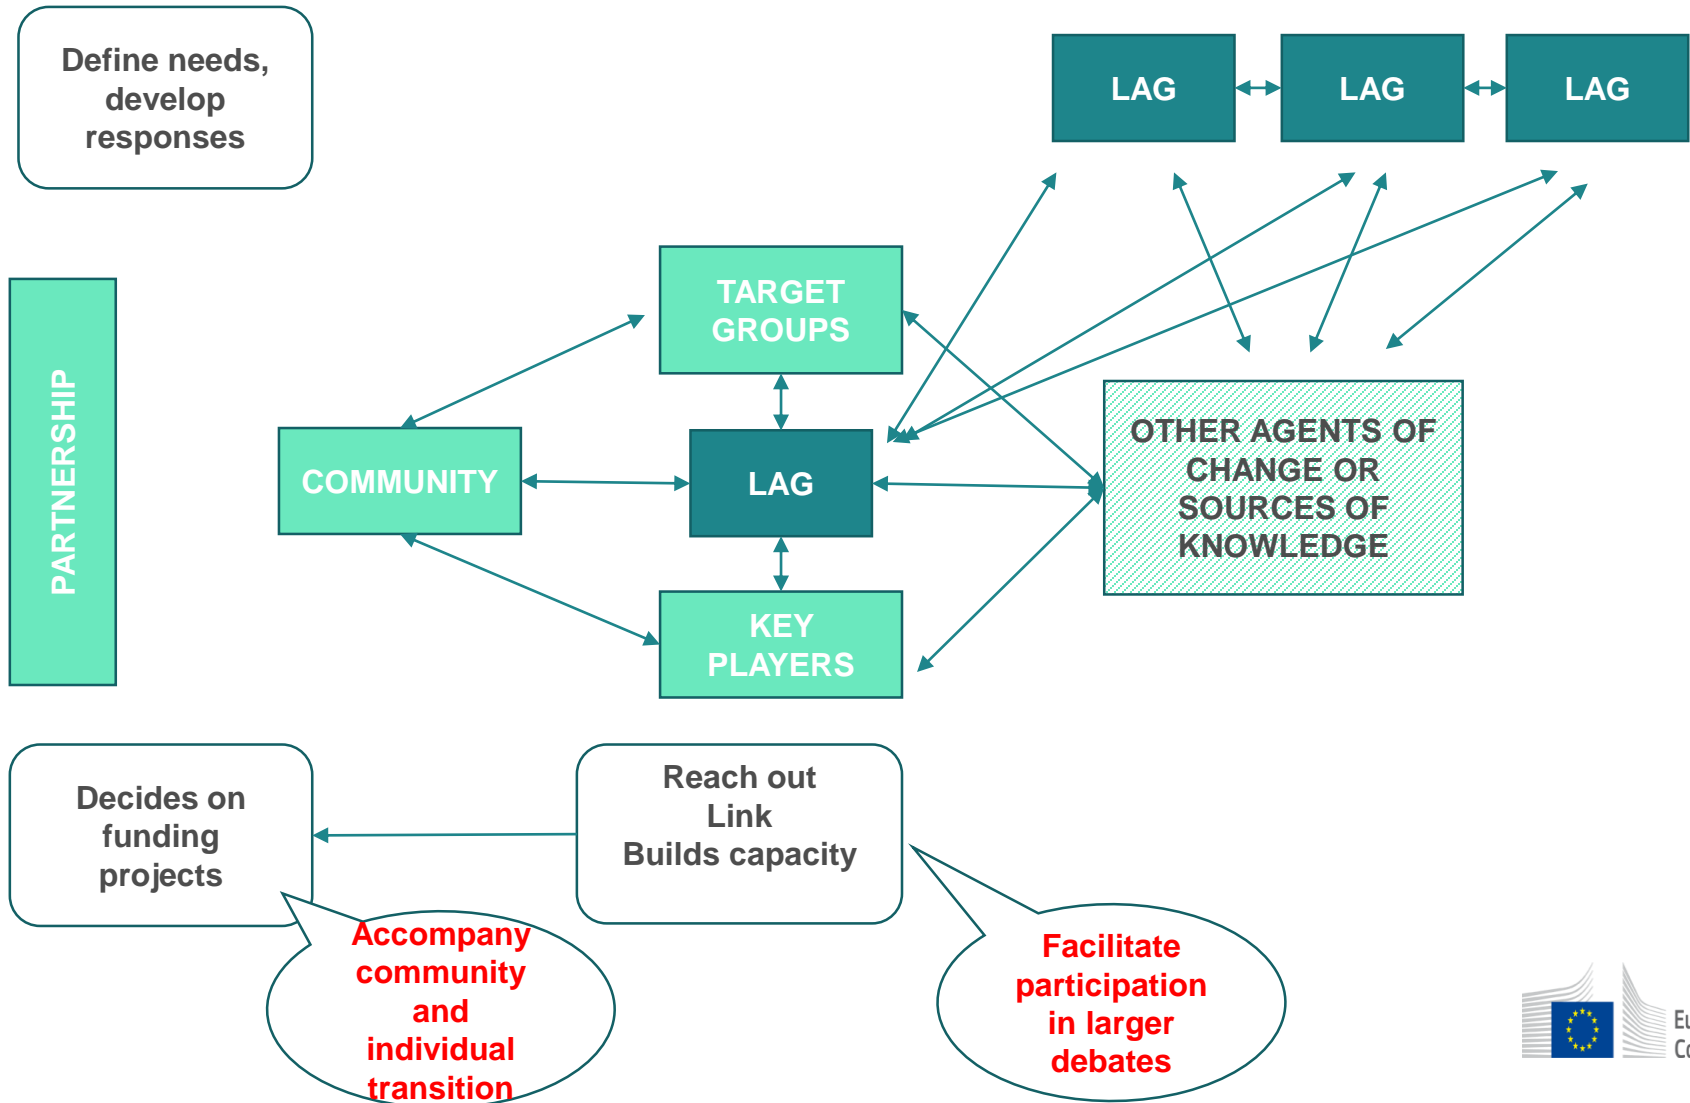 Define needs,
develop
responses
LAG
LAG
LAG
TARGET
GROUPS
PARTNERSHIP
COMMUNITY
LAG
OTHER AGENTS OF
CHANGE OR
SOURCES OF
KNOWLEDGE
KEY
PLAYERS
Decides on
funding
projects
Reach out
Link
Builds capacity
Accompany
community
and
individual
transition
Facilitate
participation
in larger
debates